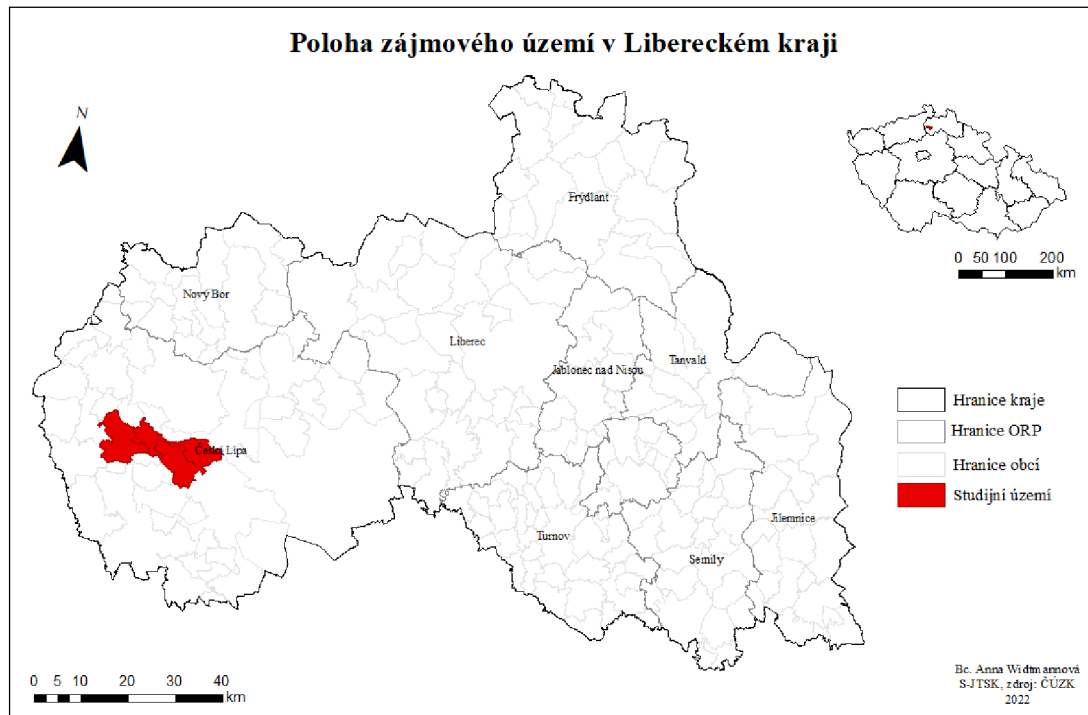 Poloha zájmového území v Libereckém kraji
N
Frýdlant
0 50 100 200
km
Nový Bor
Liberec
Jablonec nad Nisou
Tanvald
Hranice kraje
Hranice ORP
Hranice obcí
Studijní území
Česká Lípa
Turnov
Semily
Jilemnice
0 5 10 20 30 40
km
Bc. Anna Widtmannová
S-JTSK, zdroj: ČÚZK
2022